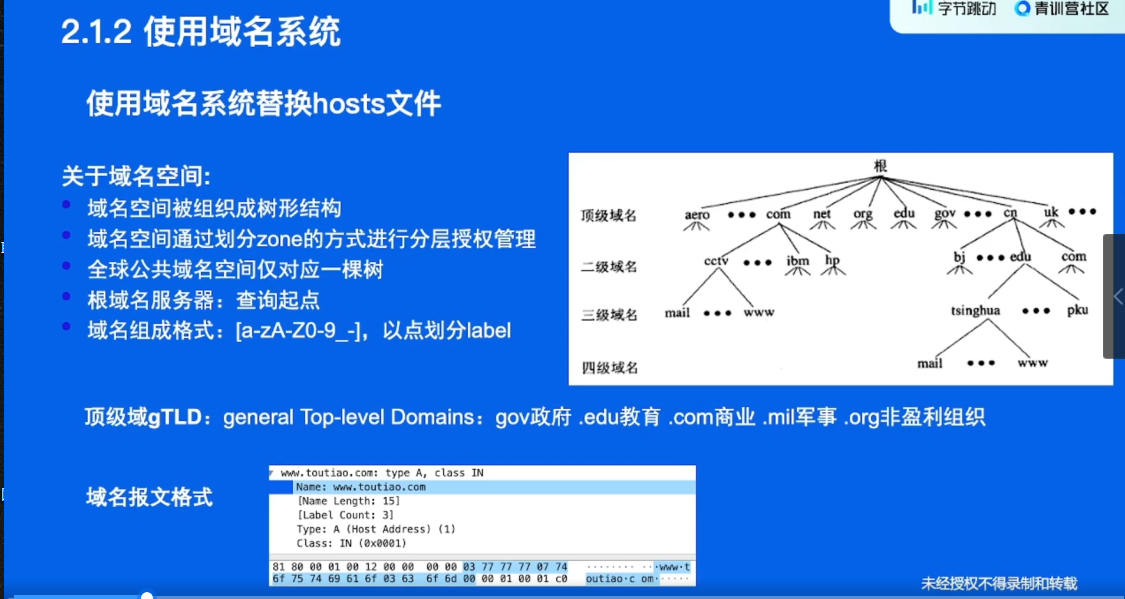 字节跳动 青训营社区
2.1.2 使用域名系统
使用域名系统替换hosts文件
关于域名空间:
域名空间被组织成树形结构
域名空间通过划分zone的方式进行分层授权管理
全球公共域名空间仅对应一棵树
根域名服务器：查询起点
域名组成格式：[a-zA-Z0-9_-]，以点划分label
根
顶级域名 aero ••• com net org edu gov ••• cn uk •••
二级域名 cctv ••• ibm hp bj ••• edu com
三级域名 mail ••• www tsinghua ••• pku
四级域名 mail ••• www
顶级域gTLD：general Top-level Domains：gov政府 .edu教育 .com商业 .mil军事 .org非盈利组织
域名报文格式
www.toutiao.com: type A, class IN
Name: www.toutiao.com
[Name Length: 15]
[Label Count: 3]
Type: A (Host Address) (1)
Class: IN (0x0001)
81 80 00 01 00 12 00 00 00 00 03 77 77 77 07 74 ········ ···www·t
6f 75 74 69 61 6f 03 63 6f 6d 00 00 01 00 01 c0 outiao·c om······
未经授权不得录制和转载